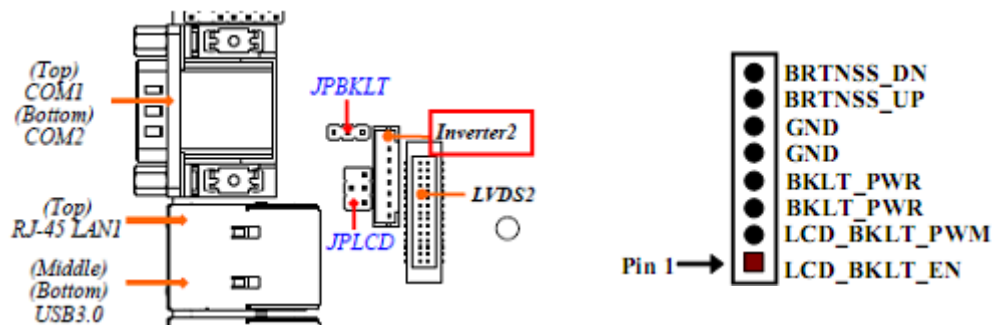 (Top)
COM1
(Bottom)
COM2
(Top)
RJ-45 LAN1
(Middle)
(Bottom)
USB3.0
JPBKLT
Inverter2
LVDS2
JPLCD
BRTNSS_DN
BRTNSS_UP
GND
GND
BKLT_PWR
BKLT_PWR
LCD_BKLT_PWM
Pin 1
LCD_BKLT_EN